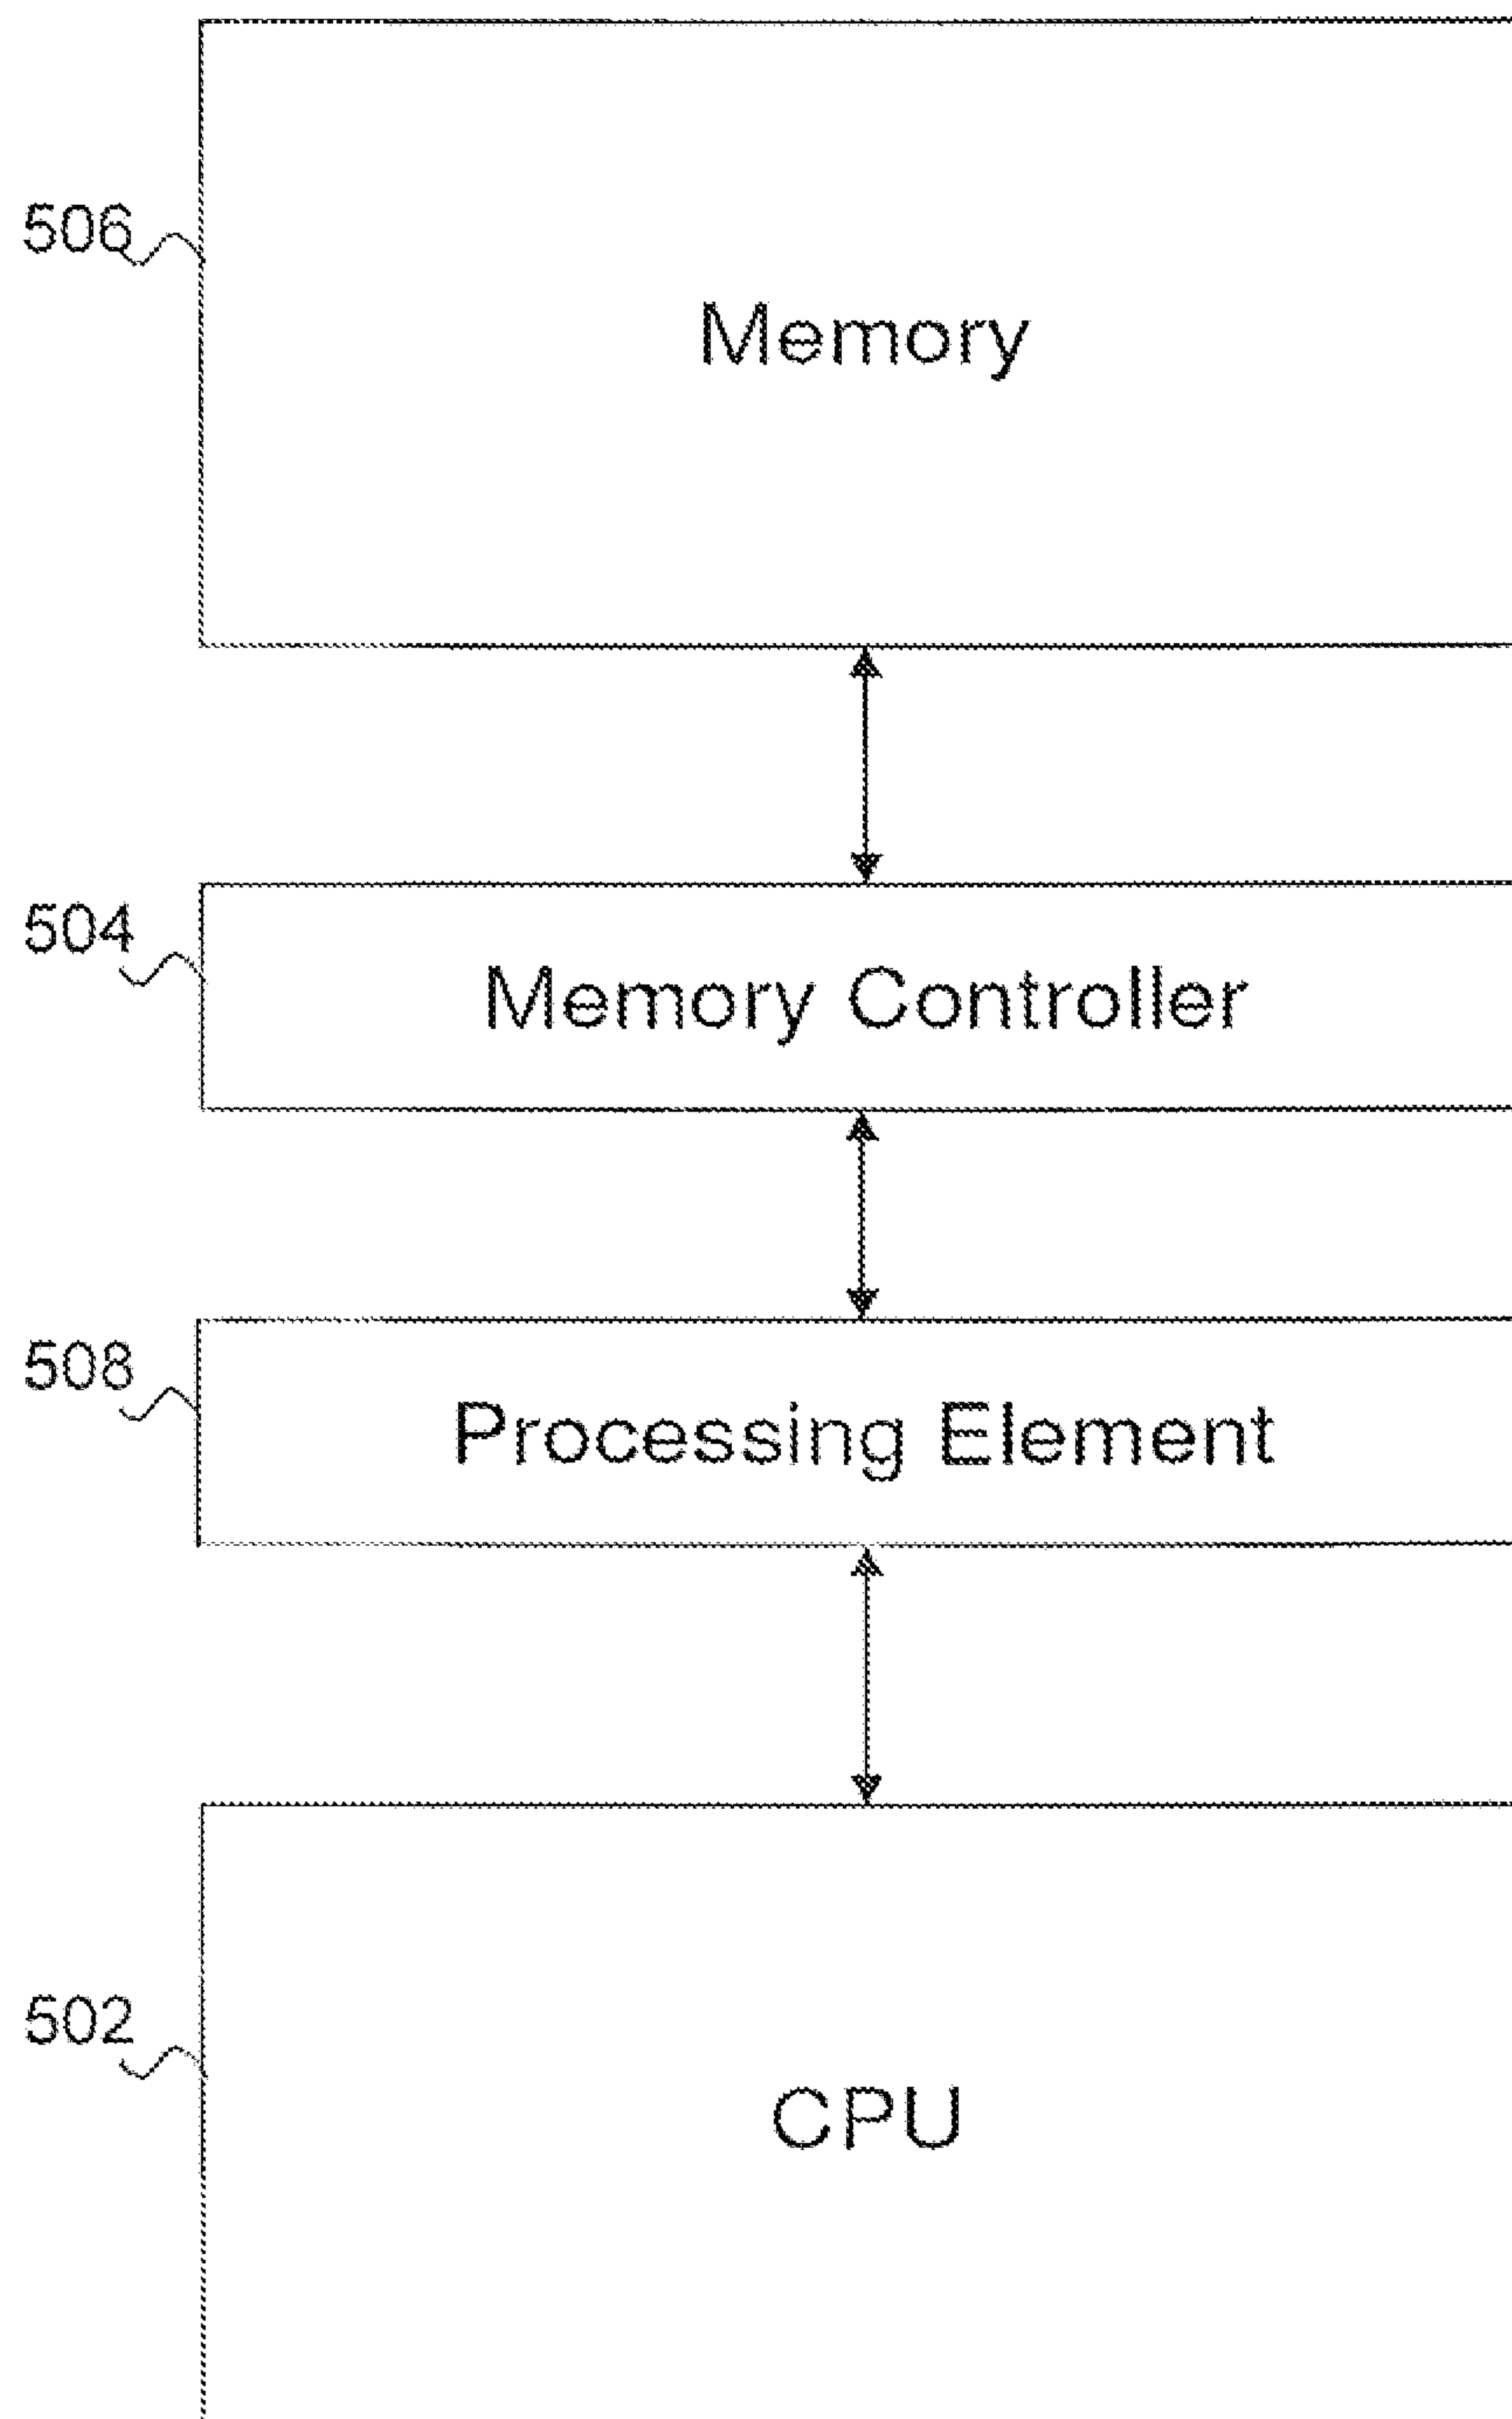 506
Memory
504
Memory Controller
508
Processing Element
502
CPU